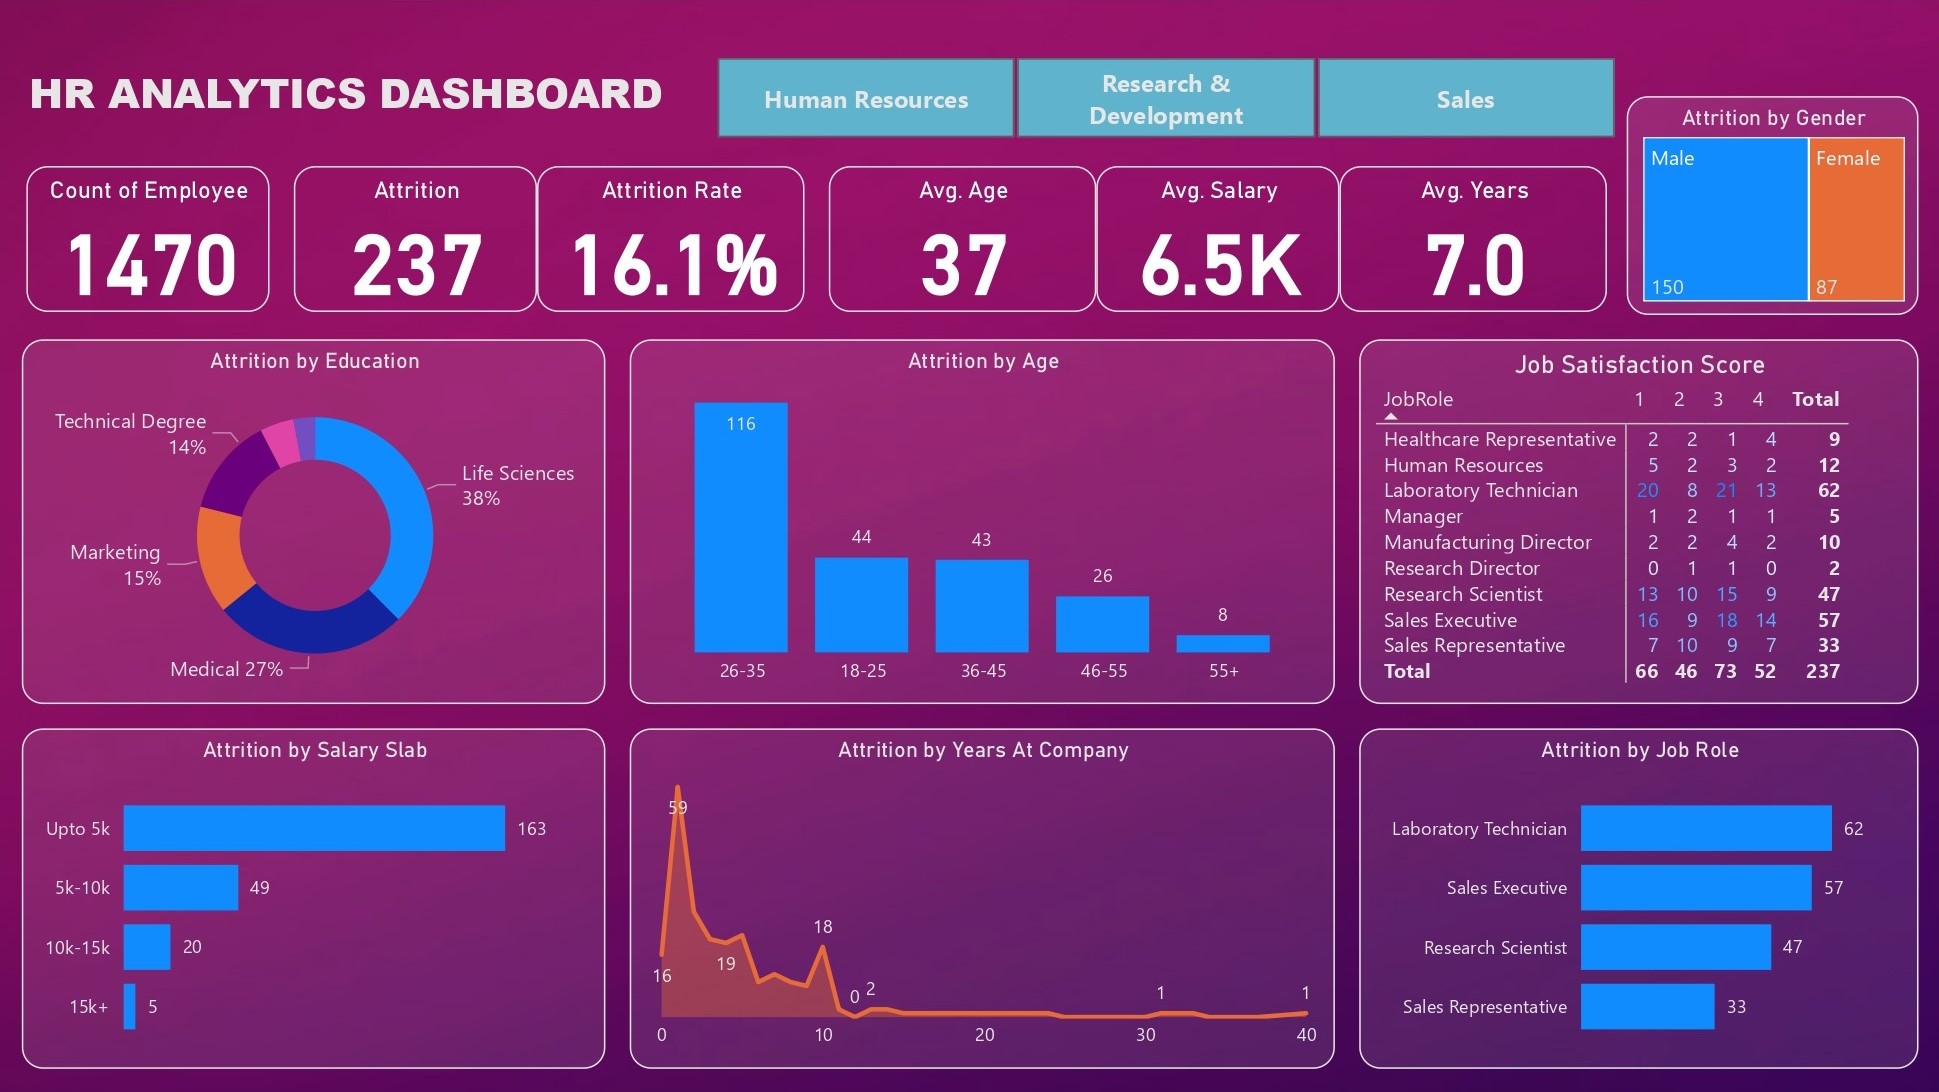 HR ANALYTICS DASHBOARD
Human Resources
Research &
Development
Sales
Count of Employee
1470
Attrition
237
Attrition Rate
16.1%
Avg. Age
37
Avg. Salary
6.5K
Avg. Years
7.0
Attrition by Gender
Male
Female
150
87
Attrition by Education
Technical Degree
14%
Life Sciences
38%
Marketing
15%
Medical 27%
Attrition by Age
116
44
43
26
8
26-35
18-25
36-45
46-55
55+
Job Satisfaction Score
JobRole 1 2 3 4 Total
Healthcare Representative 2 2 1 4 9
Human Resources 5 2 3 2 12
Laboratory Technician 20 8 21 13 62
Manager 1 2 1 1 5
Manufacturing Director 2 2 4 2 10
Research Director 0 1 1 0 2
Research Scientist 13 10 15 9 47
Sales Executive 16 9 18 14 57
Sales Representative 7 10 9 7 33
Total 66 46 73 52 237
Attrition by Salary Slab
Upto 5k 163
5k-10k 49
10k-15k 20
15k+ 5
Attrition by Years At Company
59
18
19
16
0
2
1
1
0 10 20 30 40
Attrition by Job Role
Laboratory Technician 62
Sales Executive 57
Research Scientist 47
Sales Representative 33